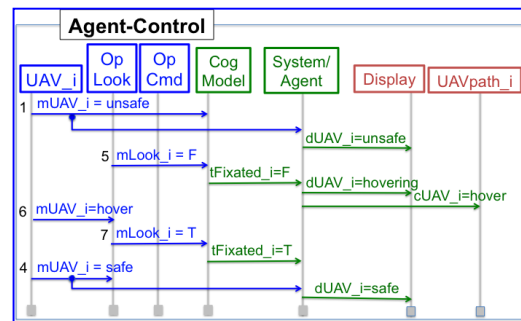 Agent-Control
UAV_i
Op
Look
Op
Cmd
Cog
Model
System/
Agent
Display
UAVpath_i
1
mUAV_i = unsafe
dUAV_i=unsafe
5
mLook_i = F
tFixated_i=F
dUAV_i=hovering
cUAV_i=hover
6
mUAV_i=hover
7
mLook_i = T
tFixated_i=T
4
mUAV_i = safe
dUAV_i=safe